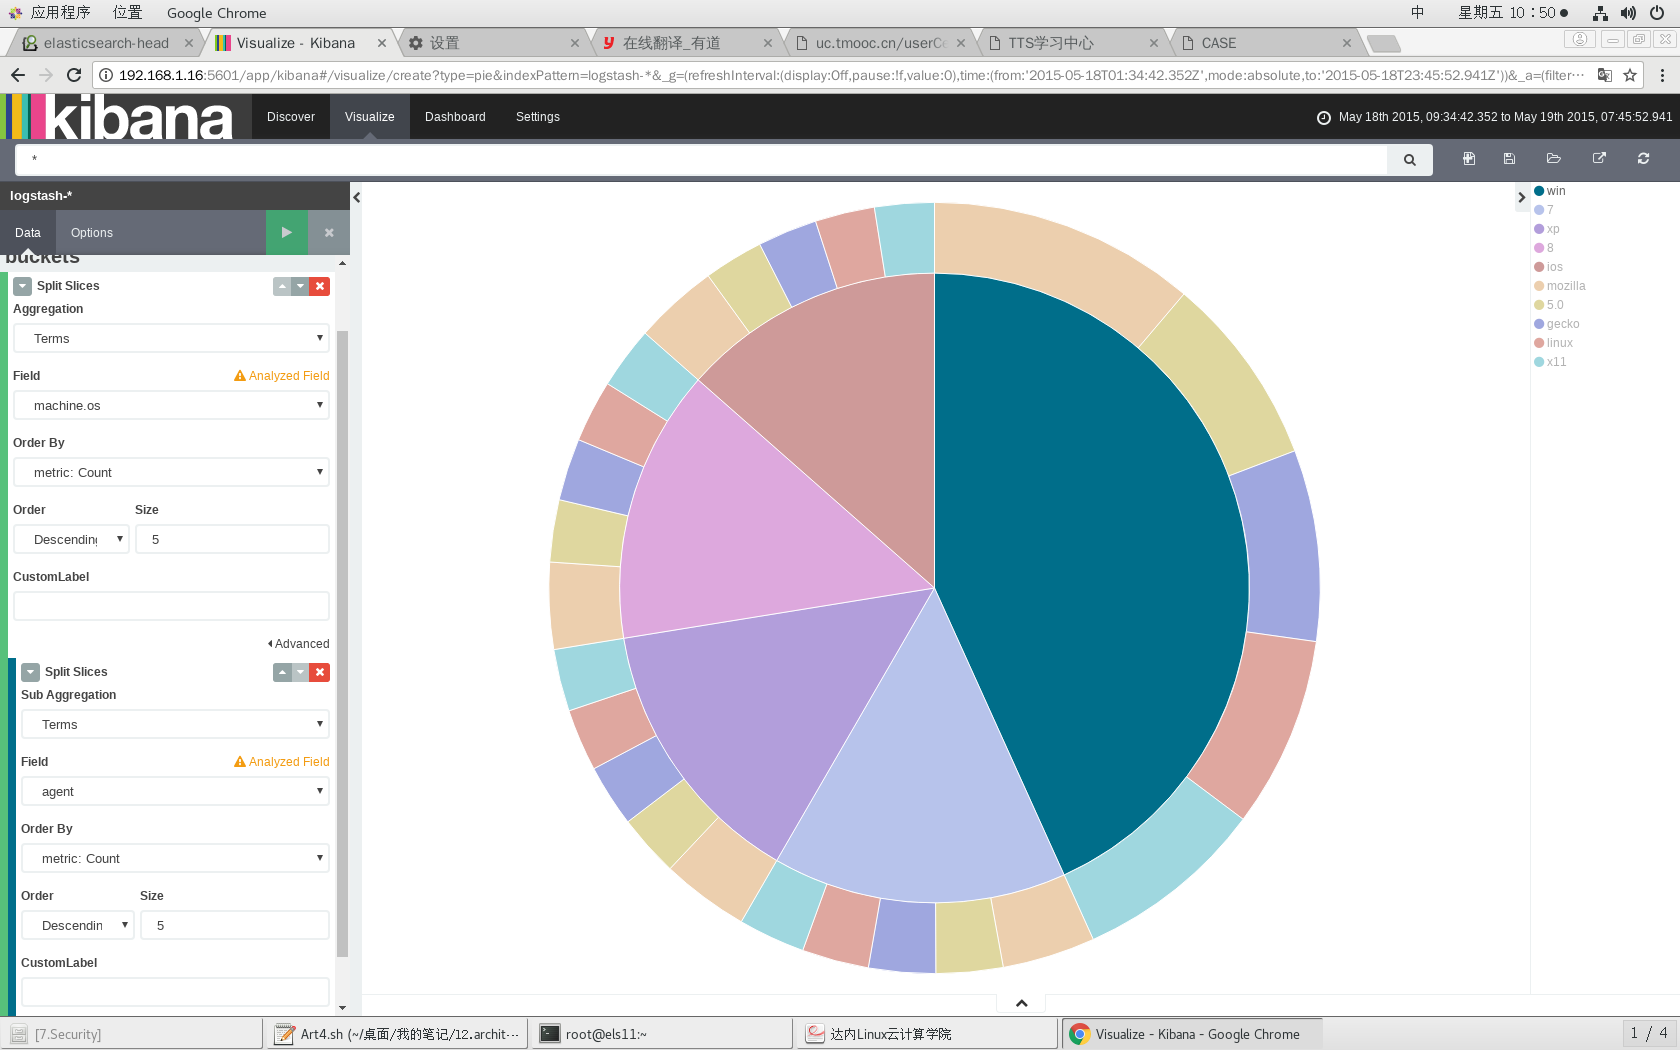 应用程序 位置 Google Chrome 中 星期五 10：50
elasticsearch-head Visualize - Kibana 设置 在线翻译_有道 uc.tmooc.cn/userCe TTS学习中心 CASE
192.168.1.16:5601/app/kibana#/visualize/create?type=pie&indexPattern=logstash-*&_g=(refreshInterval:(display:Off,pause:!f,value:0),time:(from:'2015-05-18T01:34:42.352Z',mode:absolute,to:'2015-05-18T23:45:52.941Z'))&_a=(filter···
kibana Discover Visualize Dashboard Settings May 18th 2015, 09:34:42.352 to May 19th 2015, 07:45:52.941
*
logstash-*
Data Options
buckets
Split Slices
Aggregation
Terms
Field Analyzed Field
machine.os
Order By
metric: Count
Order Size
Descending 5
CustomLabel
Advanced
Split Slices
Sub Aggregation
Terms
Field Analyzed Field
agent
Order By
metric: Count
Order Size
Descendin 5
CustomLabel
win
7
xp
8
ios
mozilla
5.0
gecko
linux
x11
[7.Security] Art4.sh (~/桌面/我的笔记/12.archit··· root@els11:~ 达内Linux云计算学院 Visualize - Kibana - Google Chrome 1 / 4